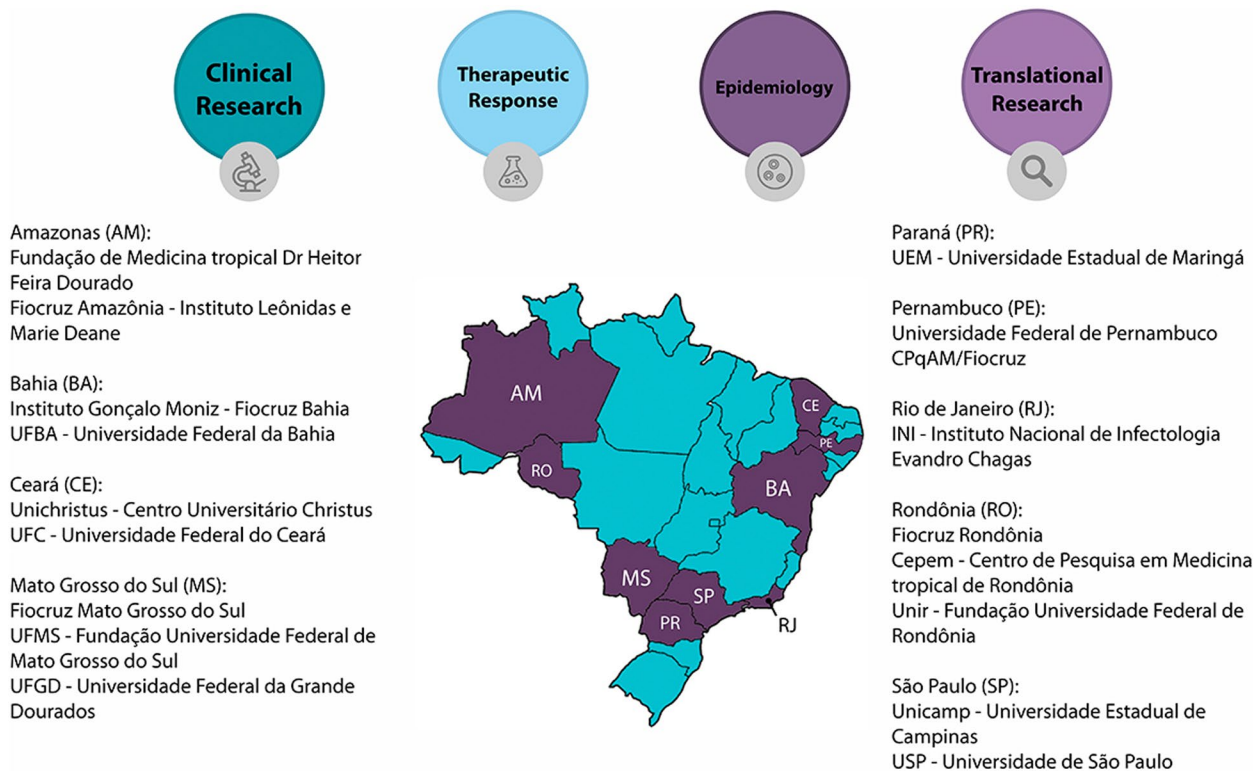 Clinical
Research
Therapeutic
Response
Epidemiology
Translational
Research
Amazonas (AM):
Fundação de Medicina tropical Dr Heitor
Feira Dourado
Fiocruz Amazônia - Instituto Leônidas e
Marie Deane
Bahia (BA):
Instituto Gonçalo Moniz - Fiocruz Bahia
UFBA - Universidade Federal da Bahia
Ceará (CE):
Unichristus - Centro Universitário Christus
UFC - Universidade Federal do Ceará
Mato Grosso do Sul (MS):
Fiocruz Mato Grosso do Sul
UFMS - Fundação Universidade Federal de
Mato Grosso do Sul
UFGD - Universidade Federal da Grande
Dourados
AM
CE
PE
RO
BA
MS
SP
PR
RJ
Paraná (PR):
UEM - Universidade Estadual de Maringá
Pernambuco (PE):
Universidade Federal de Pernambuco
CPqAM/Fiocruz
Rio de Janeiro (RJ):
INI - Instituto Nacional de Infectologia
Evandro Chagas
Rondônia (RO):
Fiocruz Rondônia
Cepem - Centro de Pesquisa em Medicina
tropical de Rondônia
Unir - Fundação Universidade Federal de
Rondônia
São Paulo (SP):
Unicamp - Universidade Estadual de
Campinas
USP - Universidade de São Paulo